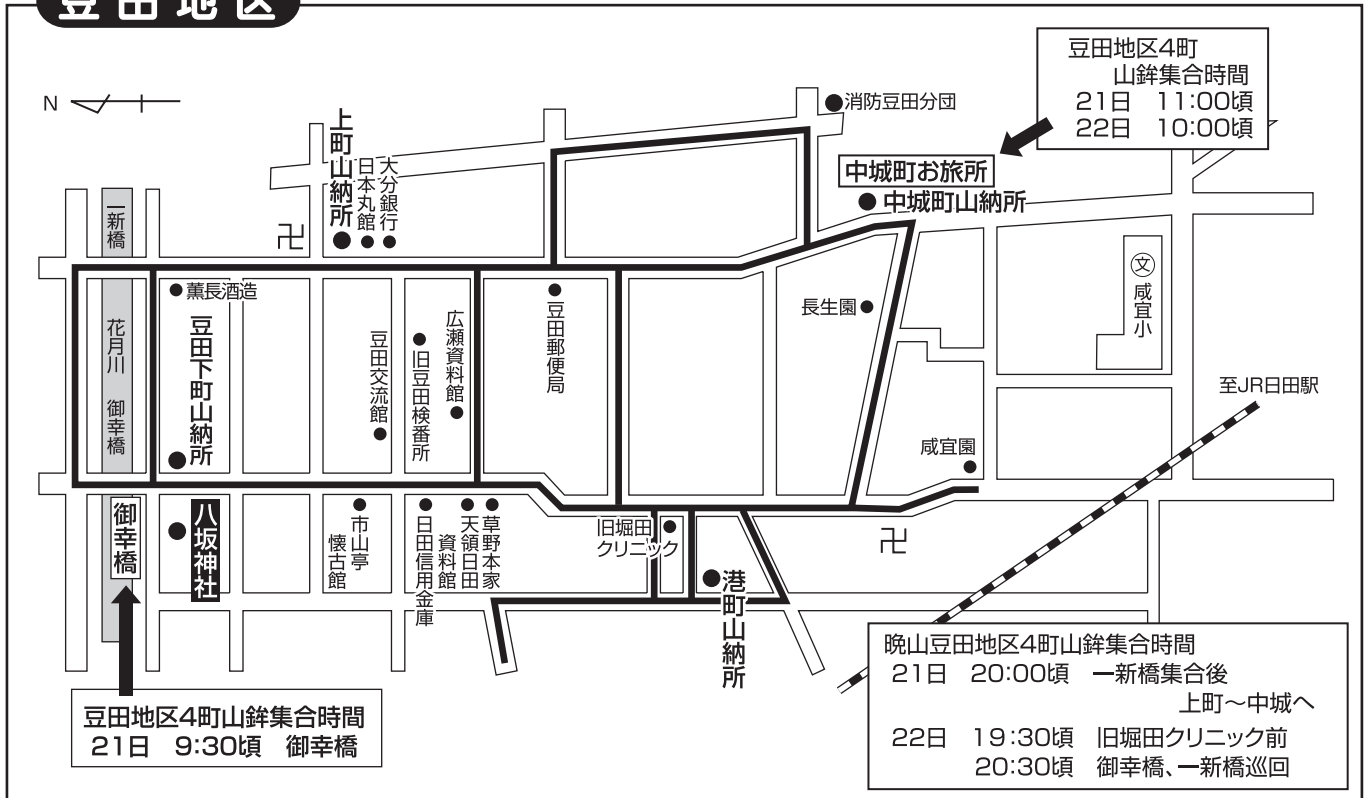 豆田地区
豆田地区4町
山鉾集合時間
21日 11:00頃
22日 10:00頃
N
消防豆田分団
上町山納所
日本丸館
大分銀行
卍
中城町お旅所
中城町山納所
一新橋
花月川
御幸橋
薫長酒造
豆田下町山納所
豆田交流館
旧豆田検番所
広瀬資料館
豆田郵便局
長生園
文
咸宜小
至JR日田駅
咸宜園
御幸橋
八坂神社
市山亭
懐古館
日田信用金庫
天領日田
資料館
草野本家
旧堀田
クリニック
港町山納所
卍
豆田地区4町山鉾集合時間
21日 9:30頃 御幸橋
晩山豆田地区4町山鉾集合時間
21日 20:00頃 一新橋集合後
上町～中城へ
22日 19:30頃 旧堀田クリニック前
20:30頃 御幸橋、一新橋巡回